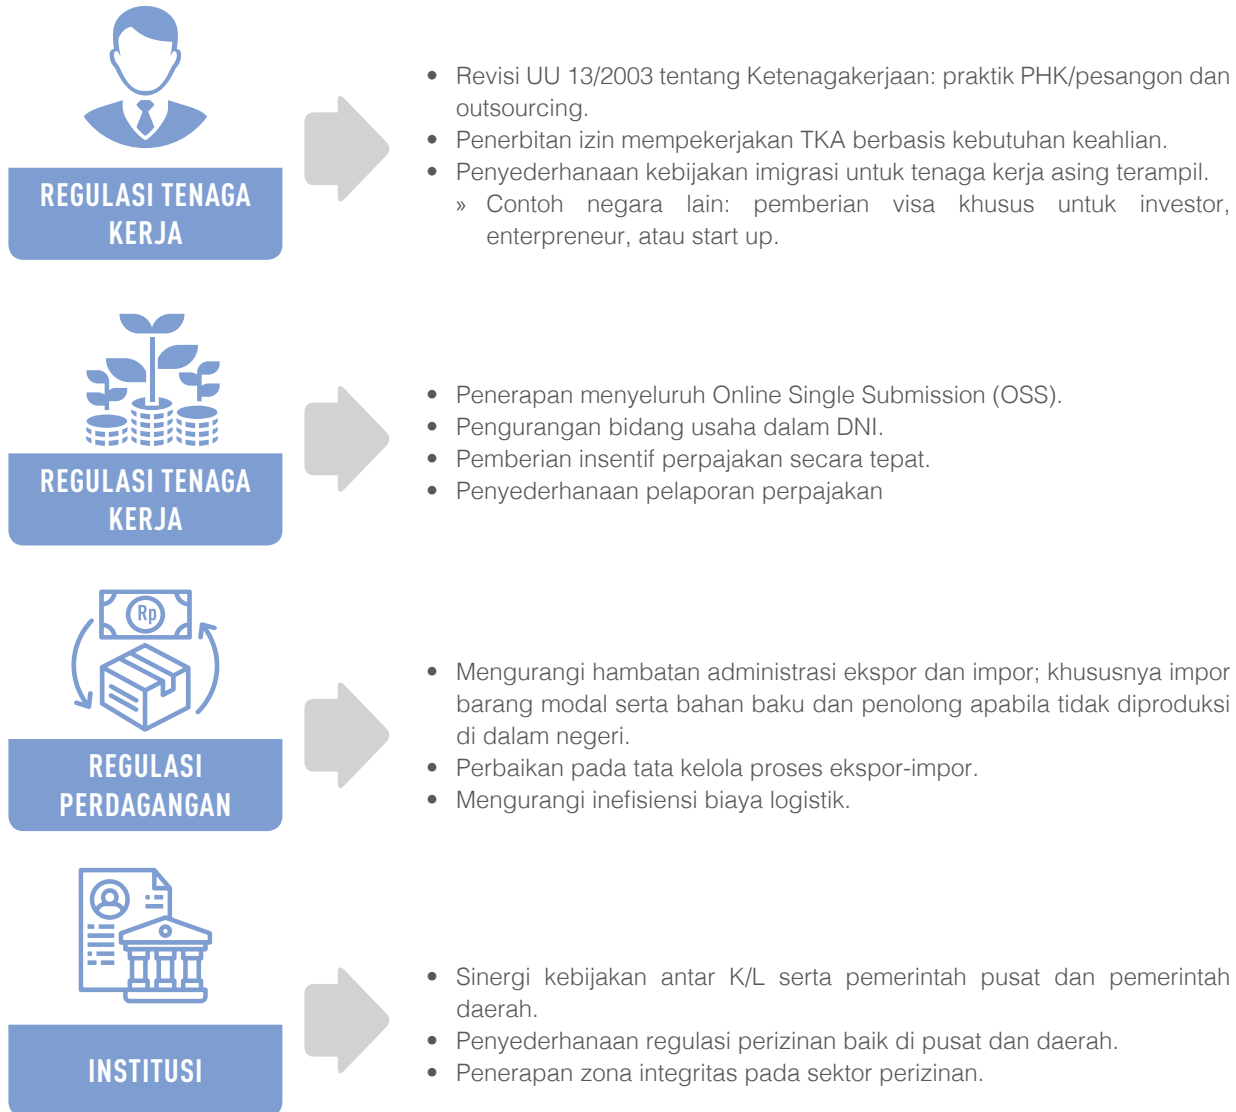 REGULASI TENAGA
KERJA
• Revisi UU 13/2003 tentang Ketenagakerjaan: praktik PHK/pesangon dan
outsourcing.
• Penerbitan izin mempekerjakan TKA berbasis kebutuhan keahlian.
• Penyederhanaan kebijakan imigrasi untuk tenaga kerja asing terampil.
» Contoh negara lain: pemberian visa khusus untuk investor,
enterpreneur, atau start up.
REGULASI TENAGA
KERJA
• Penerapan menyeluruh Online Single Submission (OSS).
• Pengurangan bidang usaha dalam DNI.
• Pemberian insentif perpajakan secara tepat.
• Penyederhanaan pelaporan perpajakan
Rp
REGULASI
PERDAGANGAN
• Mengurangi hambatan administrasi ekspor dan impor; khususnya impor
barang modal serta bahan baku dan penolong apabila tidak diproduksi
di dalam negeri.
• Perbaikan pada tata kelola proses ekspor-impor.
• Mengurangi inefisiensi biaya logistik.
INSTITUSI
• Sinergi kebijakan antar K/L serta pemerintah pusat dan pemerintah
daerah.
• Penyederhanaan regulasi perizinan baik di pusat dan daerah.
• Penerapan zona integritas pada sektor perizinan.